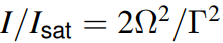 I/I_sat = 2Ω²/Γ²